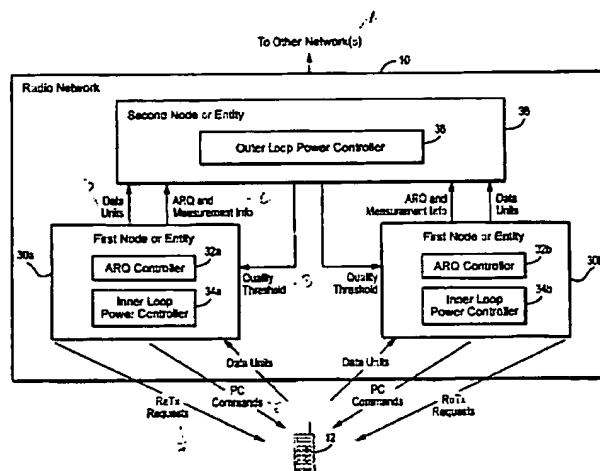 To Other Network(s)
10
Radio Network
Second Node or Entity
Outer Loop Power Controller
36
38
Data
Units
ARQ and
Measurement Info
ARQ and
Measurement Info
Data
Units
First Node or Entity
ARQ Controller
32a
Inner Loop
Power Controller
34a
30a
Quality
Threshold
Quality
Threshold
First Node or Entity
ARQ Controller
32b
Inner Loop
Power Controller
34b
30b
Data Units
Data Units
ReTx
Requests
PC
Commands
PC
Commands
ReTx
Requests
12